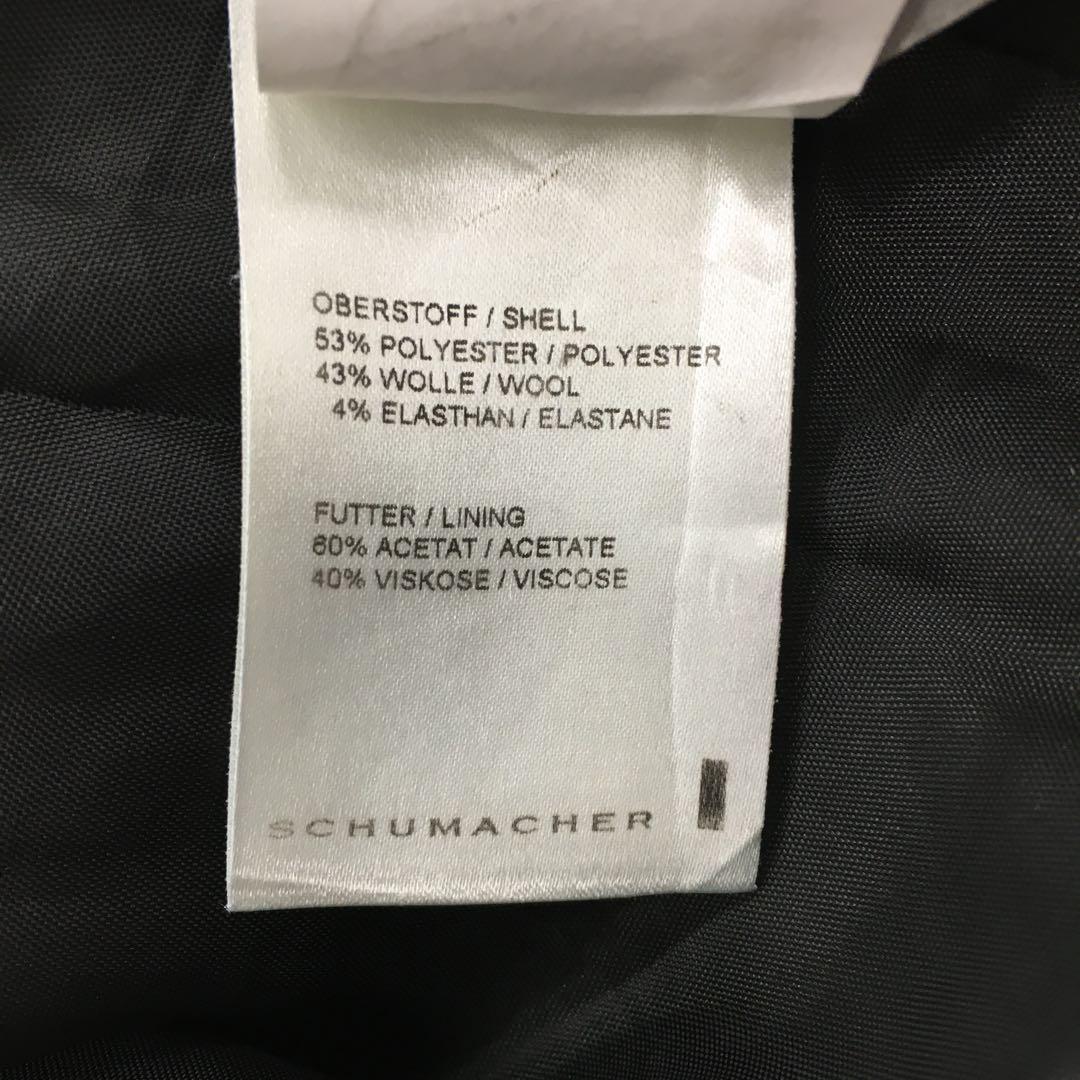 OBERSTOFF / SHELL
53% POLYESTER / POLYESTER
43% WOLLE / WOOL
4% ELASTHAN / ELASTANE
FUTTER / LINING
60% ACETAT / ACETATE
40% VISKOSE / VISCOSE
SCHUMACHER